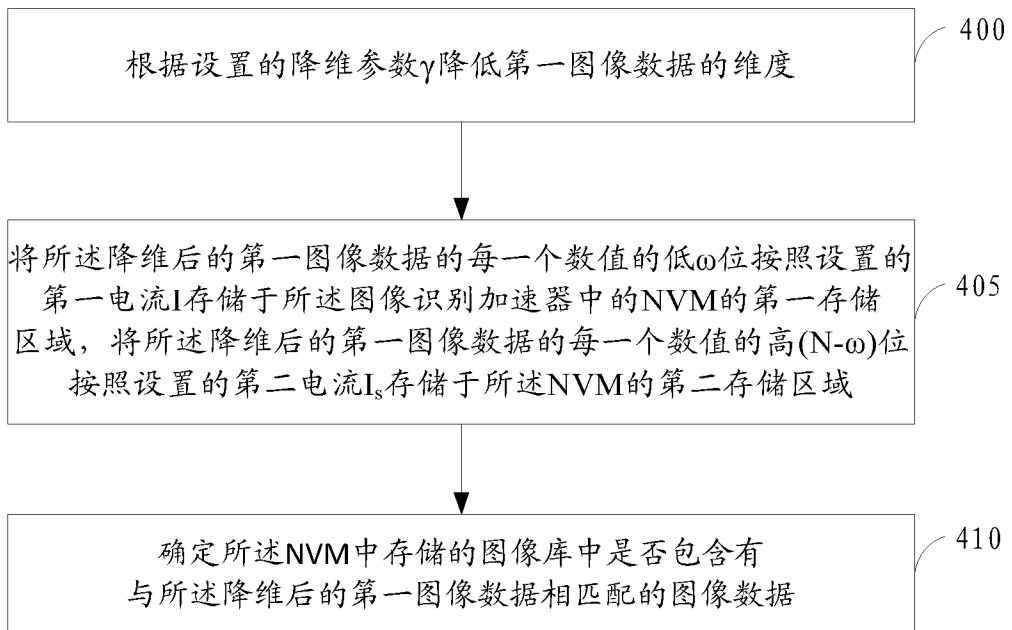 根据设置的降维参数γ降低第一图像数据的维度
400
将所述降维后的第一图像数据的每一个数值的低ω位按照设置的
第一电流I存储于所述图像识别加速器中的NVM的第一存储
区域，将所述降维后的第一图像数据的每一个数值的高(N-ω)位
按照设置的第二电流Is存储于所述NVM的第二存储区域
405
确定所述NVM中存储的图像库中是否包含有
与所述降维后的第一图像数据相匹配的图像数据
410